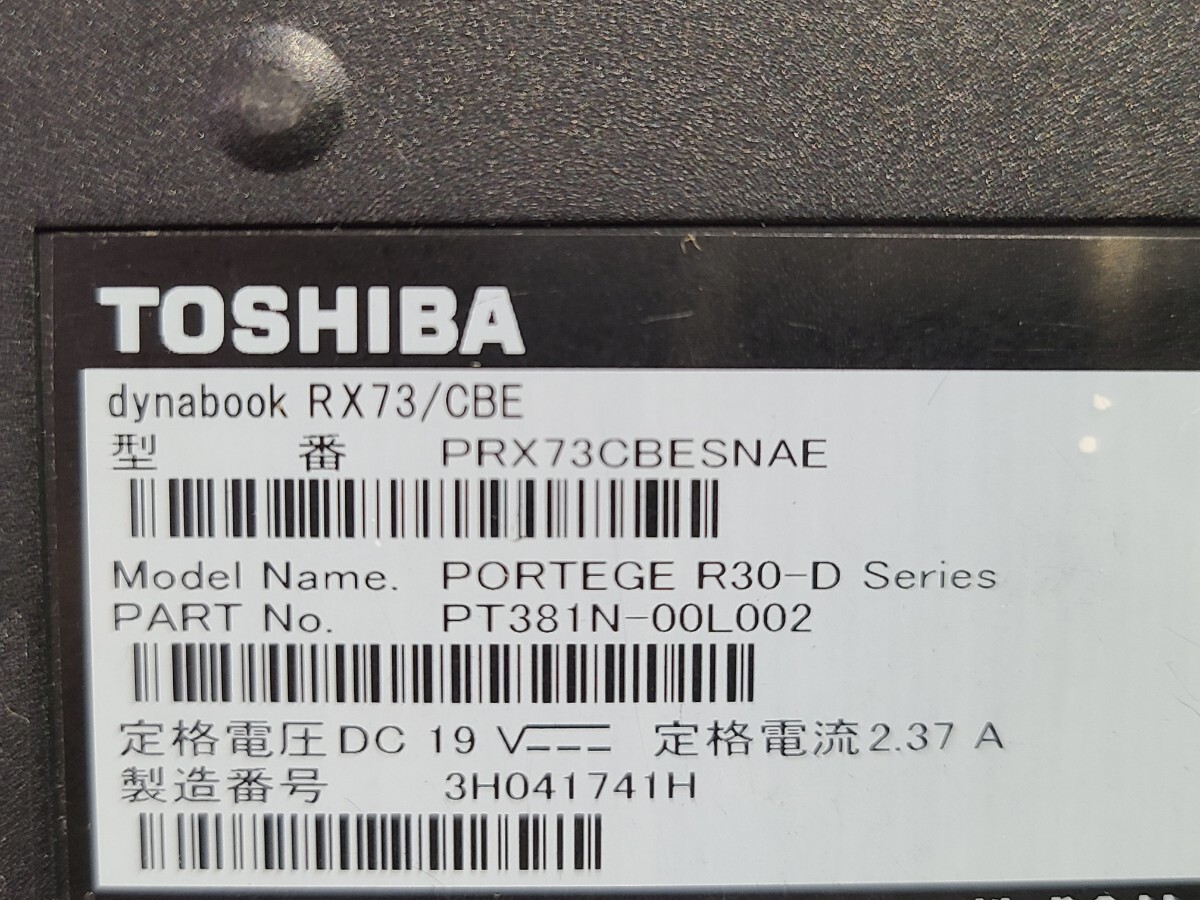 TOSHIBA
dynabook RX73/CBE
型 番 PRX73CBESNAE
Model Name. PORTEGE R30-D Series
PART No. PT381N-00L002
定格電圧DC 19 V 定格電流2.37 A
製造番号 3H041741H